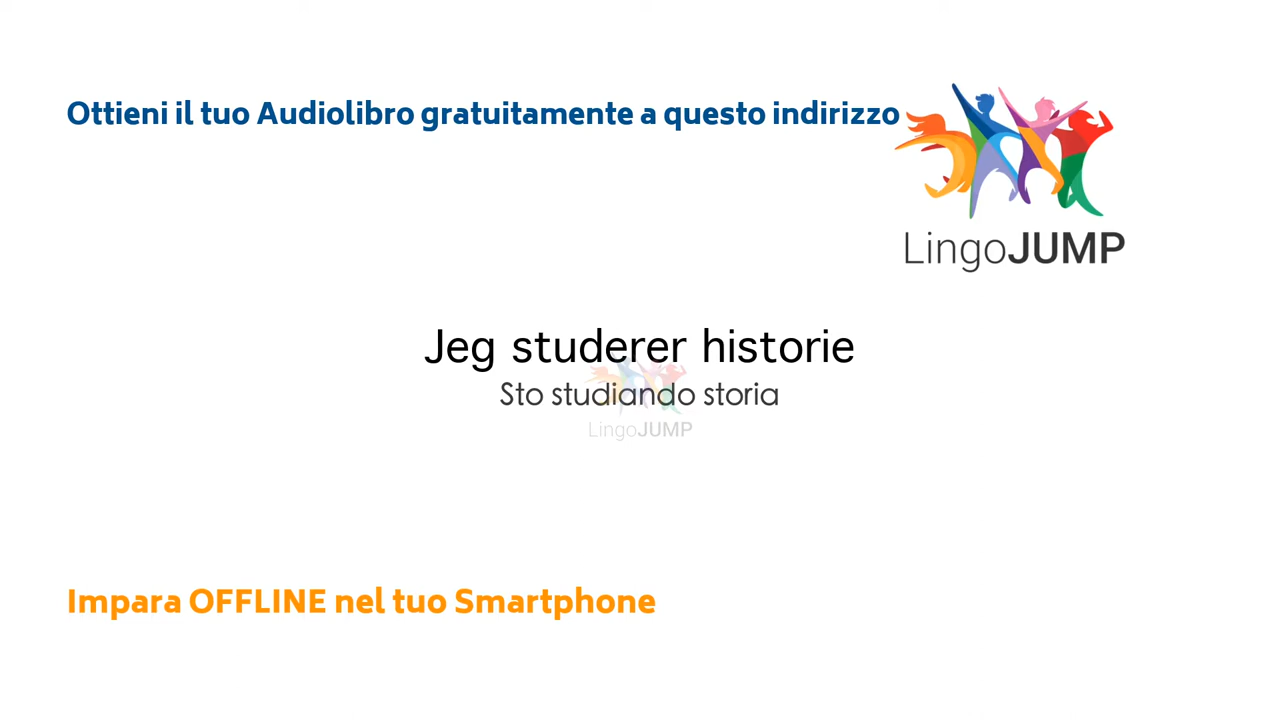 Ottieni il tuo Audiolibro gratuitamente a questo indirizzo
LingoJUMP
Jeg studerer historie
Sto studiando storia
LingoJUMP
Impara OFFLINE nel tuo Smartphone